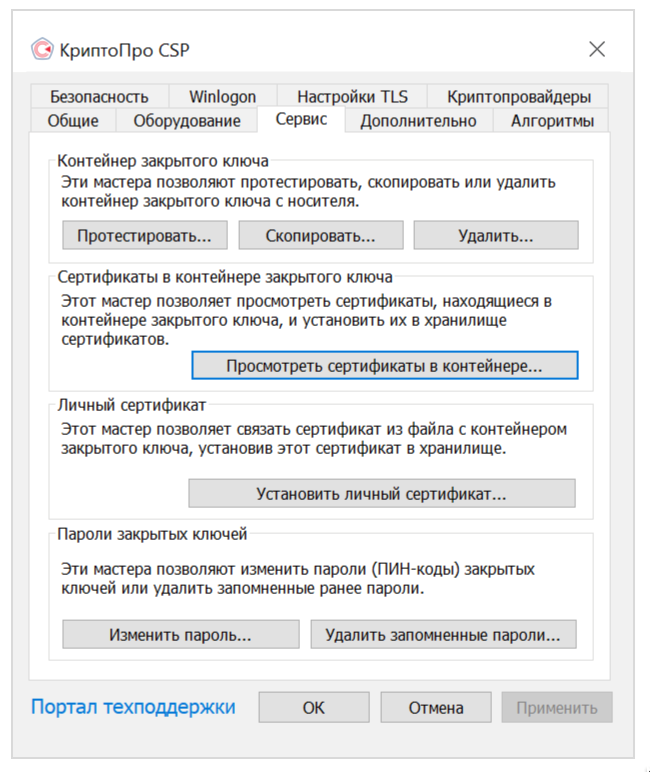 КриптоПро CSP
Безопасность Winlogon Настройки TLS Криптопровайдеры
Общие Оборудование Сервис Дополнительно Алгоритмы
Контейнер закрытого ключа
Эти мастера позволяют протестировать, скопировать или удалить
контейнер закрытого ключа с носителя.
Протестировать... Скопировать... Удалить...
Сертификаты в контейнере закрытого ключа
Этот мастер позволяет просмотреть сертификаты, находящиеся в
контейнере закрытого ключа, и установить их в хранилище
сертификатов.
Просмотреть сертификаты в контейнере...
Личный сертификат
Этот мастер позволяет связать сертификат из файла с контейнером
закрытого ключа, установив этот сертификат в хранилище.
Установить личный сертификат...
Пароли закрытых ключей
Эти мастера позволяют изменить пароли (ПИН-коды) закрытых
ключей или удалить запомненные ранее пароли.
Изменить пароль... Удалить запомненные пароли...
Портал техподдержки ОК Отмена Применить